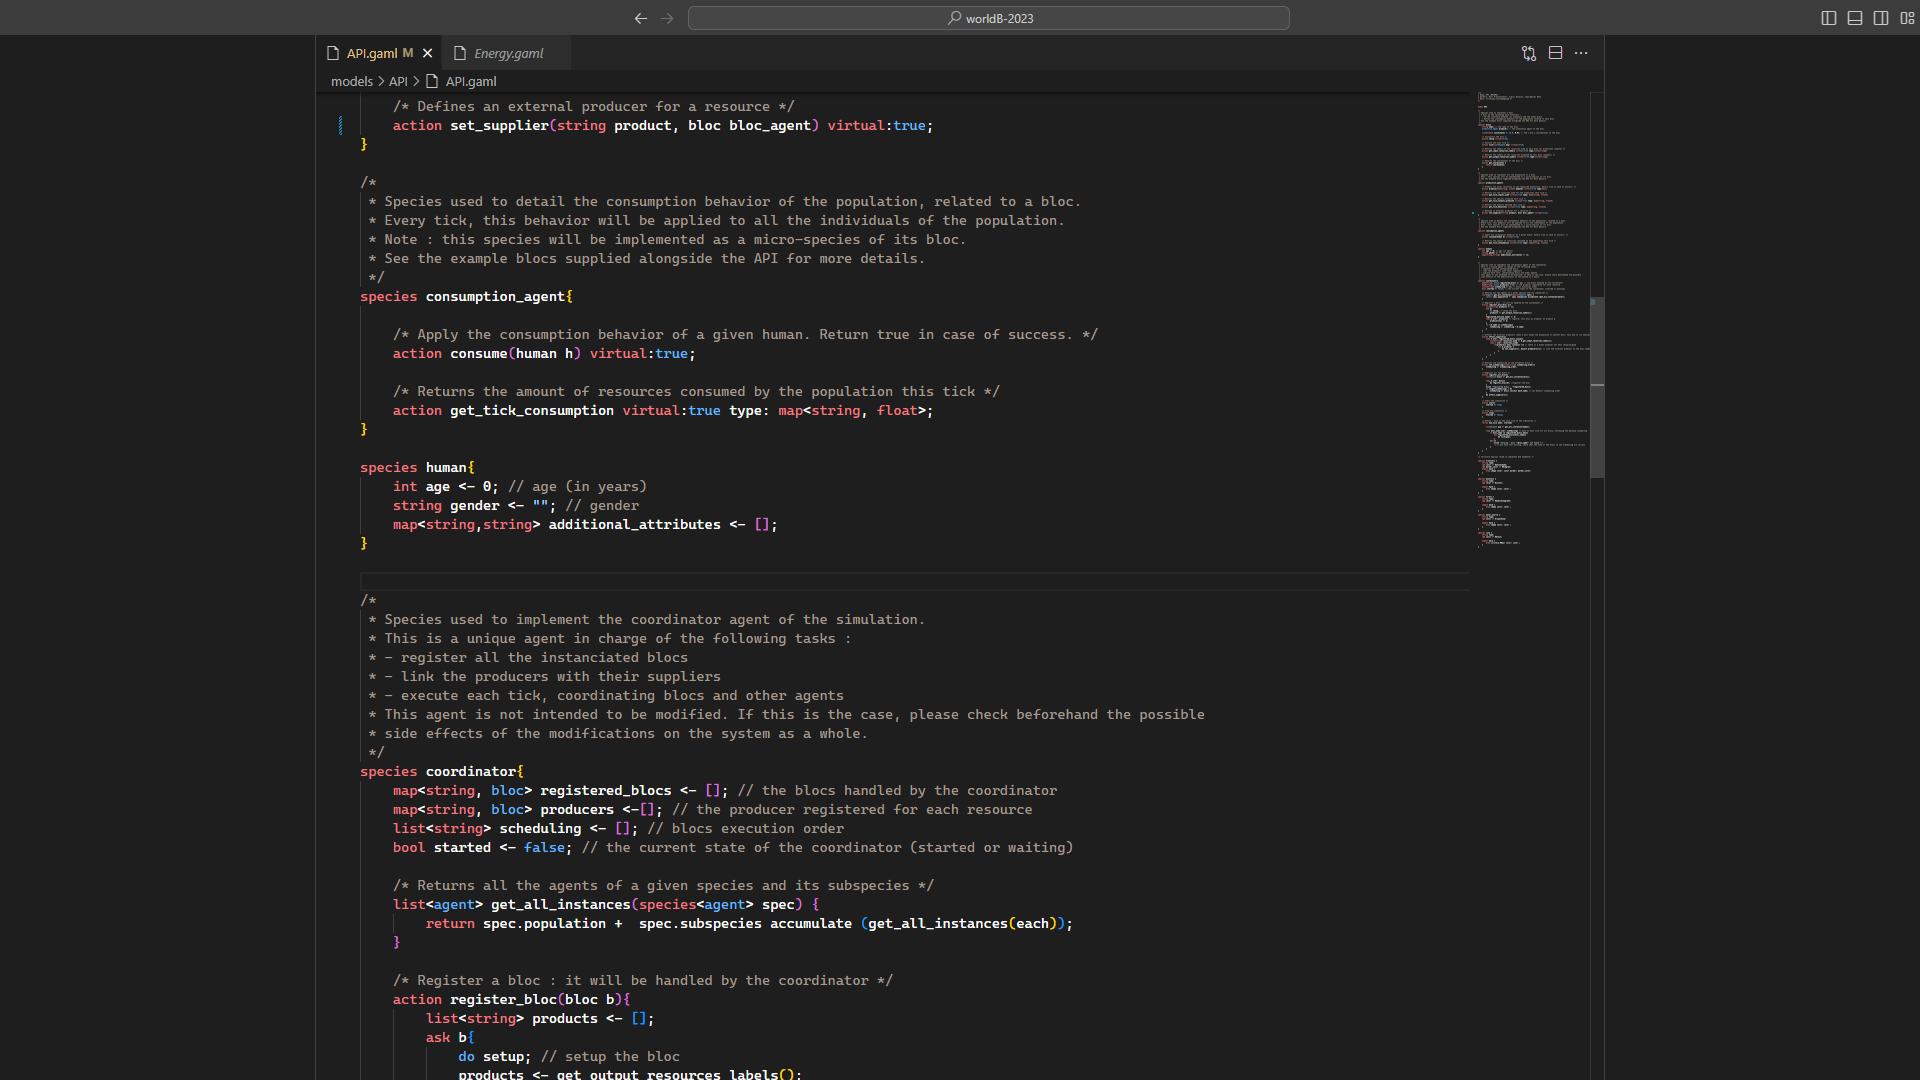 worldB-2023
API.gaml M
Energy.gaml
models > API > API.gaml
/* Defines an external producer for a resource */
action set_supplier(string product, bloc bloc_agent) virtual:true;
}
/*
* Species used to detail the consumption behavior of the population, related to a bloc.
* Every tick, this behavior will be applied to all the individuals of the population.
* Note : this species will be implemented as a micro-species of its bloc.
* See the example blocs supplied alongside the API for more details.
*/
species consumption_agent{
/* Apply the consumption behavior of a given human. Return true in case of success. */
action consume(human h) virtual:true;
/* Returns the amount of resources consumed by the population this tick */
action get_tick_consumption virtual:true type: map<string, float>;
}
species human{
int age <- 0; // age (in years)
string gender <- ""; // gender
map<string,string> additional_attributes <- [];
}
/*
* Species used to implement the coordinator agent of the simulation.
* This is a unique agent in charge of the following tasks :
* - register all the instanciated blocs
* - link the producers with their suppliers
* - execute each tick, coordinating blocs and other agents
* This agent is not intended to be modified. If this is the case, please check beforehand the possible
* side effects of the modifications on the system as a whole.
*/
species coordinator{
map<string, bloc> registered_blocs <- []; // the blocs handled by the coordinator
map<string, bloc> producers <-[]; // the producer registered for each resource
list<string> scheduling <- []; // blocs execution order
bool started <- false; // the current state of the coordinator (started or waiting)
/* Returns all the agents of a given species and its subspecies */
list<agent> get_all_instances(species<agent> spec) {
return spec.population +  spec.subspecies accumulate (get_all_instances(each));
}
/* Register a bloc : it will be handled by the coordinator */
action register_bloc(bloc b){
list<string> products <- [];
ask b{
do setup; // setup the bloc
products <- get_output_resources_labels();